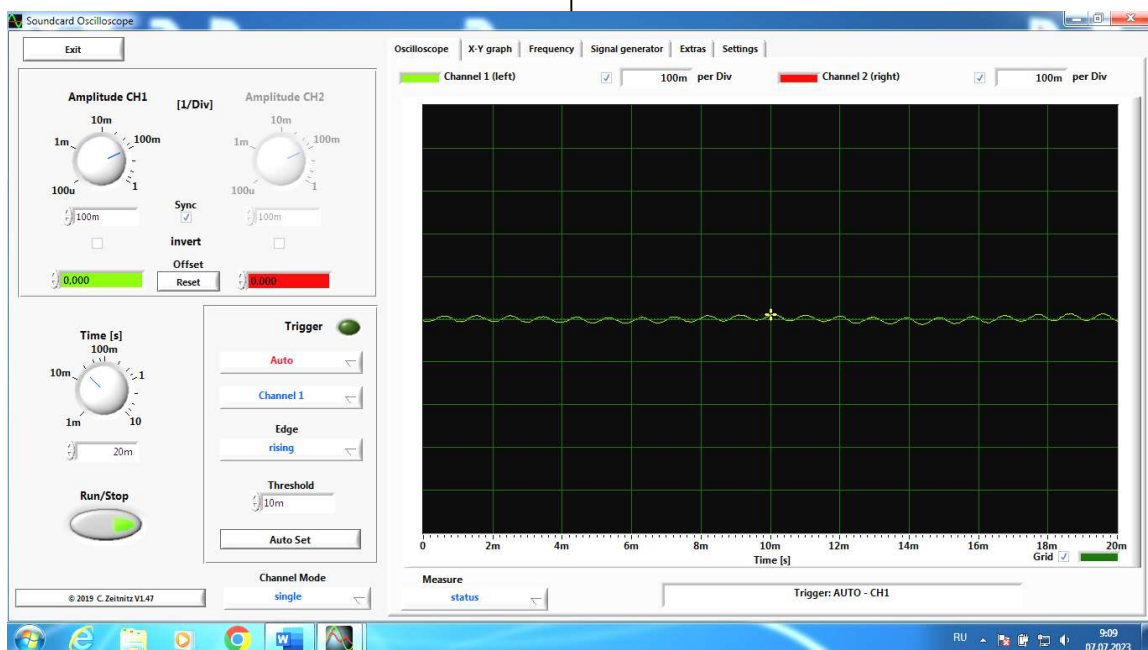 Soundcard Oscilloscope
Exit
Amplitude CH1
[1/Div]
Amplitude CH2
10m
10m
1m
100m
1m
100m
100u
1
100u
1
Sync
100m
100m
invert
Offset
0,000
Reset
0,000
Time [s]
100m
10m
1
1m
10
20m
Run/Stop
© 2019 C. Zeitnitz V1.47
Trigger
Auto
Channel 1
Edge
rising
Threshold
10m
Auto Set
Channel Mode
single
Oscilloscope X-Y graph Frequency Signal generator Extras Settings
Channel 1 (left) 100m per Div Channel 2 (right) 100m per Div
0 2m 4m 6m 8m 10m 12m 14m 16m 18m 20m
Time [s]
Grid
Measure
status
Trigger: AUTO - CH1
W
RU
9:09
07.07.2023